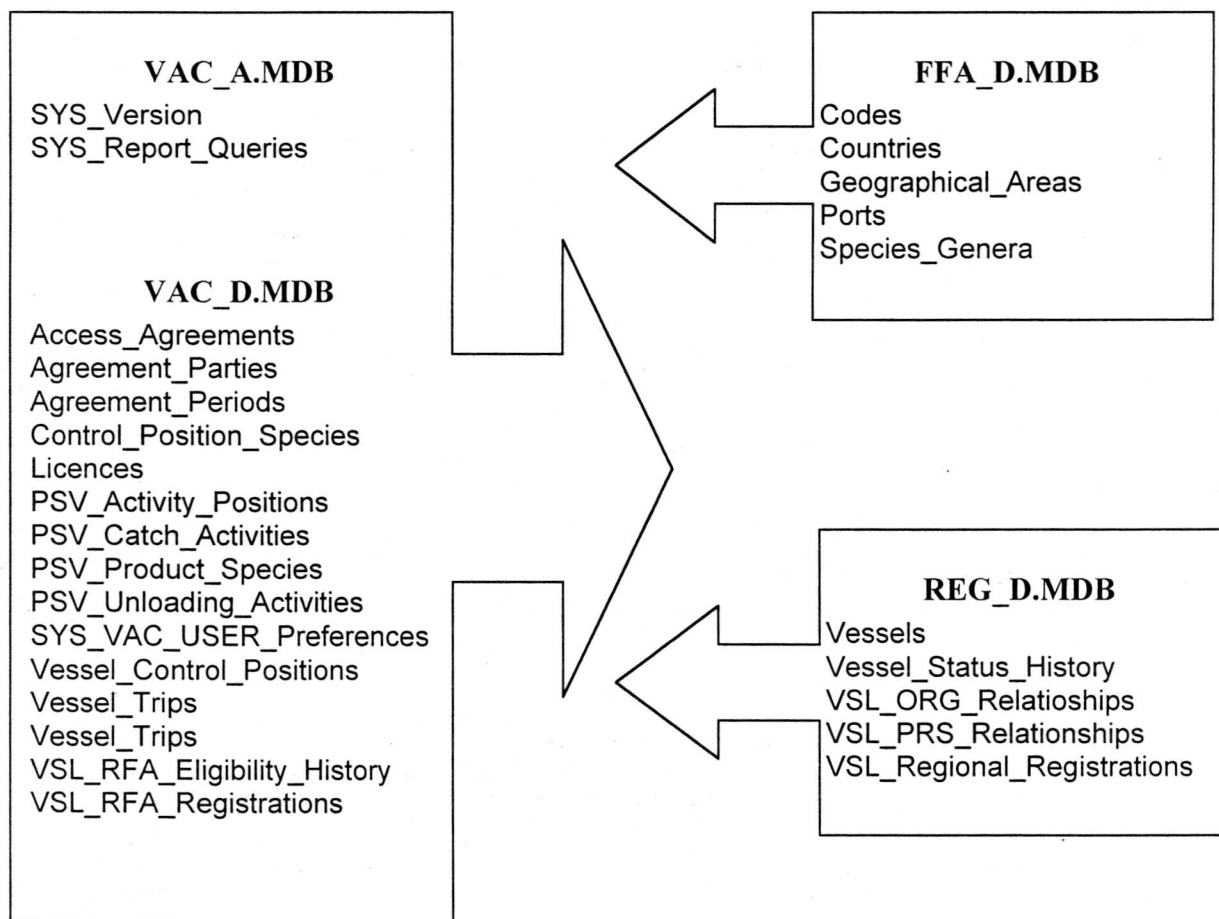 VAC_A.MDB
SYS_Version
SYS_Report_Queries
VAC_D.MDB
Access_Agreements
Agreement_Parties
Agreement_Periods
Control_Position_Species
Licences
PSV_Activity_Positions
PSV_Catch_Activities
PSV_Product_Species
PSV_Unloading_Activities
SYS_VAC_USER_Preferences
Vessel_Control_Positions
Vessel_Trips
Vessel_Trips
VSL_RFA_Eligibility_History
VSL_RFA_Registrations
FFA_D.MDB
Codes
Countries
Geographical_Areas
Ports
Species_Genera
REG_D.MDB
Vessels
Vessel_Status_History
VSL_ORG_Relatioships
VSL_PRS_Relationships
VSL_Regional_Registrations